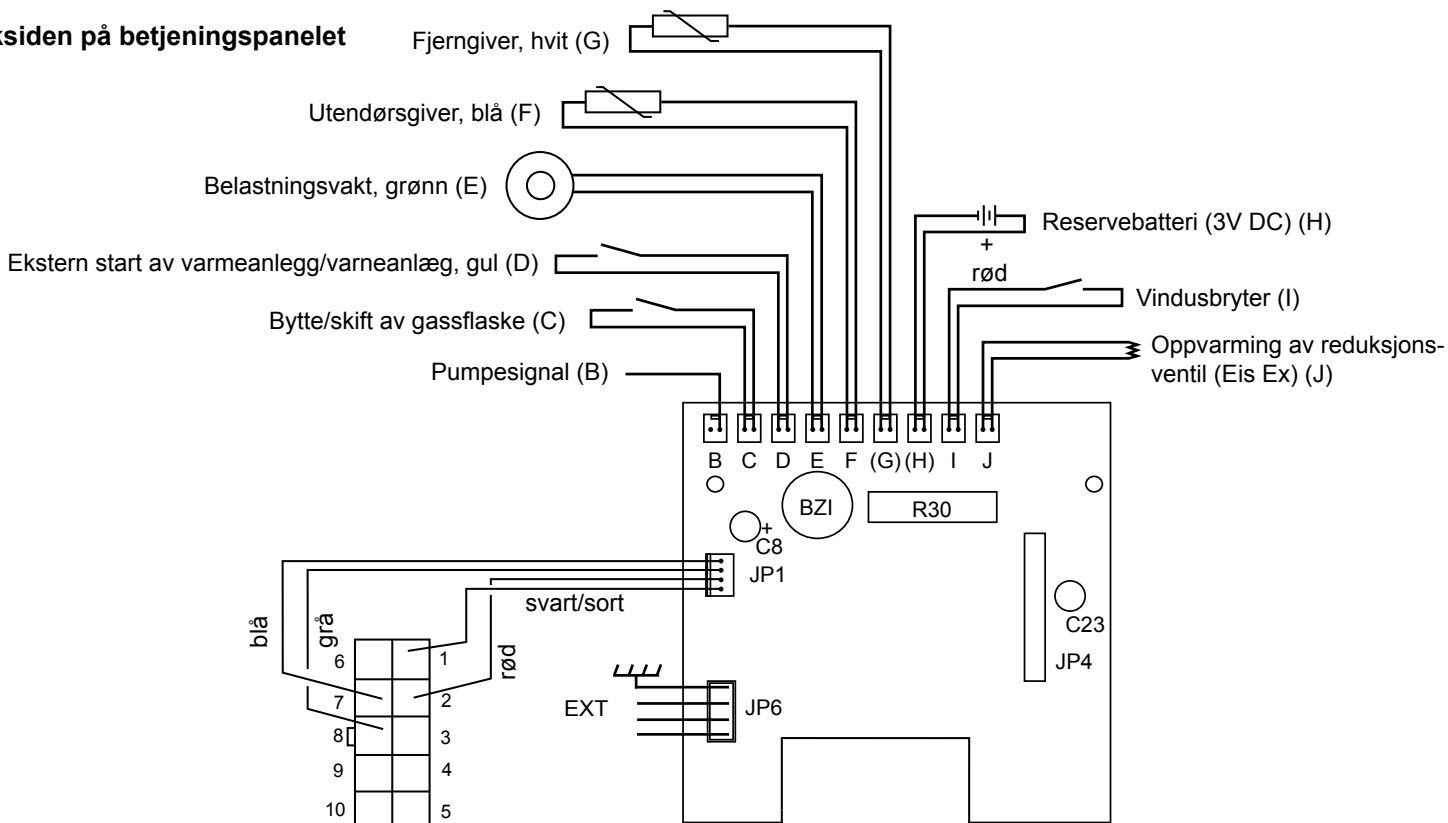 ksiden på betjeningspanelet
Fjerngiver, hvit (G)
Utendørsgiver, blå (F)
Belastningsvakt, grønn (E)
Reservebatteri (3V DC) (H)
+
rød
Ekstern start av varmeanlegg/varneanlæg, gul (D)
Vindusbryter (I)
Bytte/skift av gassflaske (C)
Oppvarming av reduksjons-
ventil (Eis Ex) (J)
Pumpesignal (B)
B C D E F (G) (H) I J
BZI
R30
+
C8
JP1
svart/sort
blå
grå
rød
C23
JP4
EXT
JP6
6 1
7 2
8 3
9 4
10 5